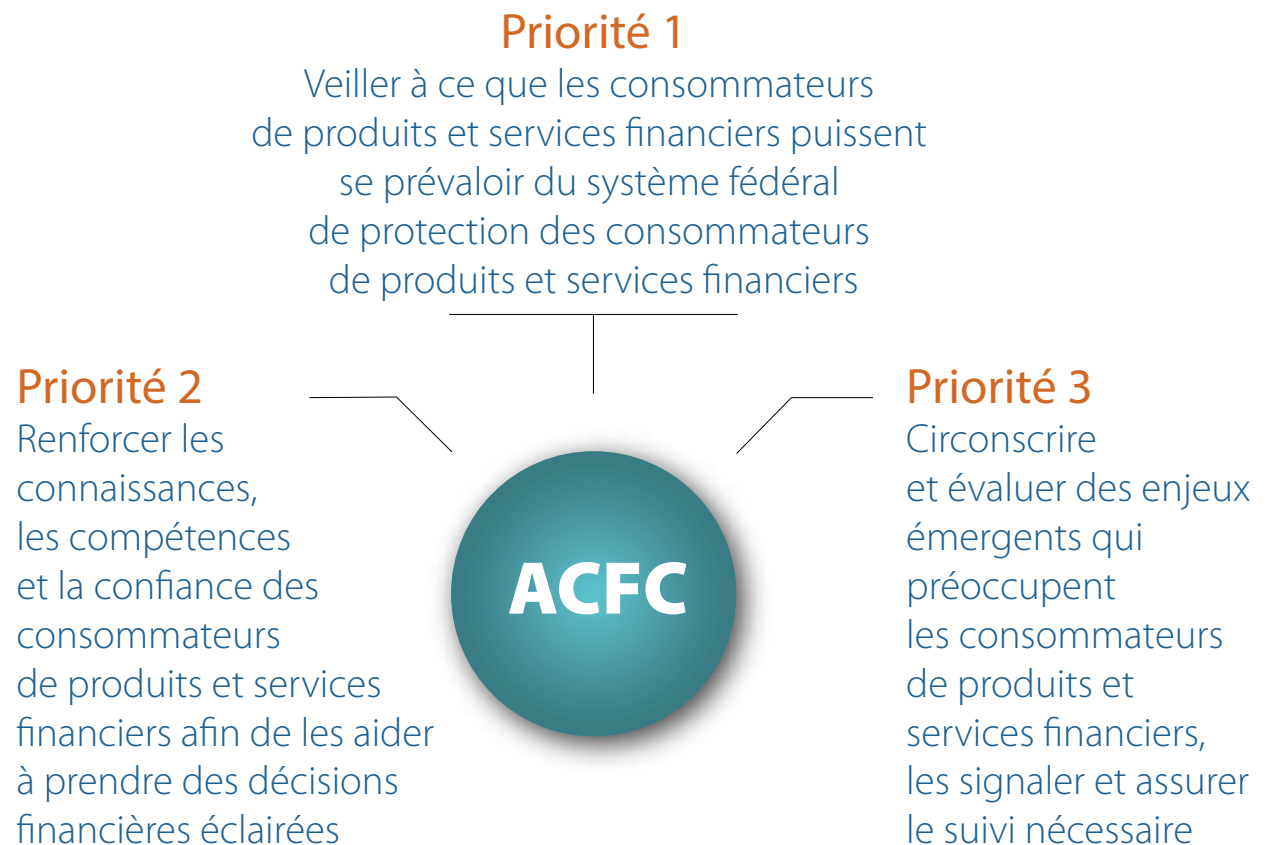 Priorité 1
Veiller à ce que les consommateurs
de produits et services financiers puissent
se prévaloir du système fédéral
de protection des consommateurs
de produits et services financiers
Priorité 2
Renforcer les
connaissances,
les compétences
et la confiance des
consommateurs
de produits et services
financiers afin de les aider
à prendre des décisions
financières éclairées
ACFC
Priorité 3
Circonscrire
et évaluer des enjeux
émergents qui
préoccupent
les consommateurs
de produits et
services financiers,
les signaler et assurer
le suivi nécessaire